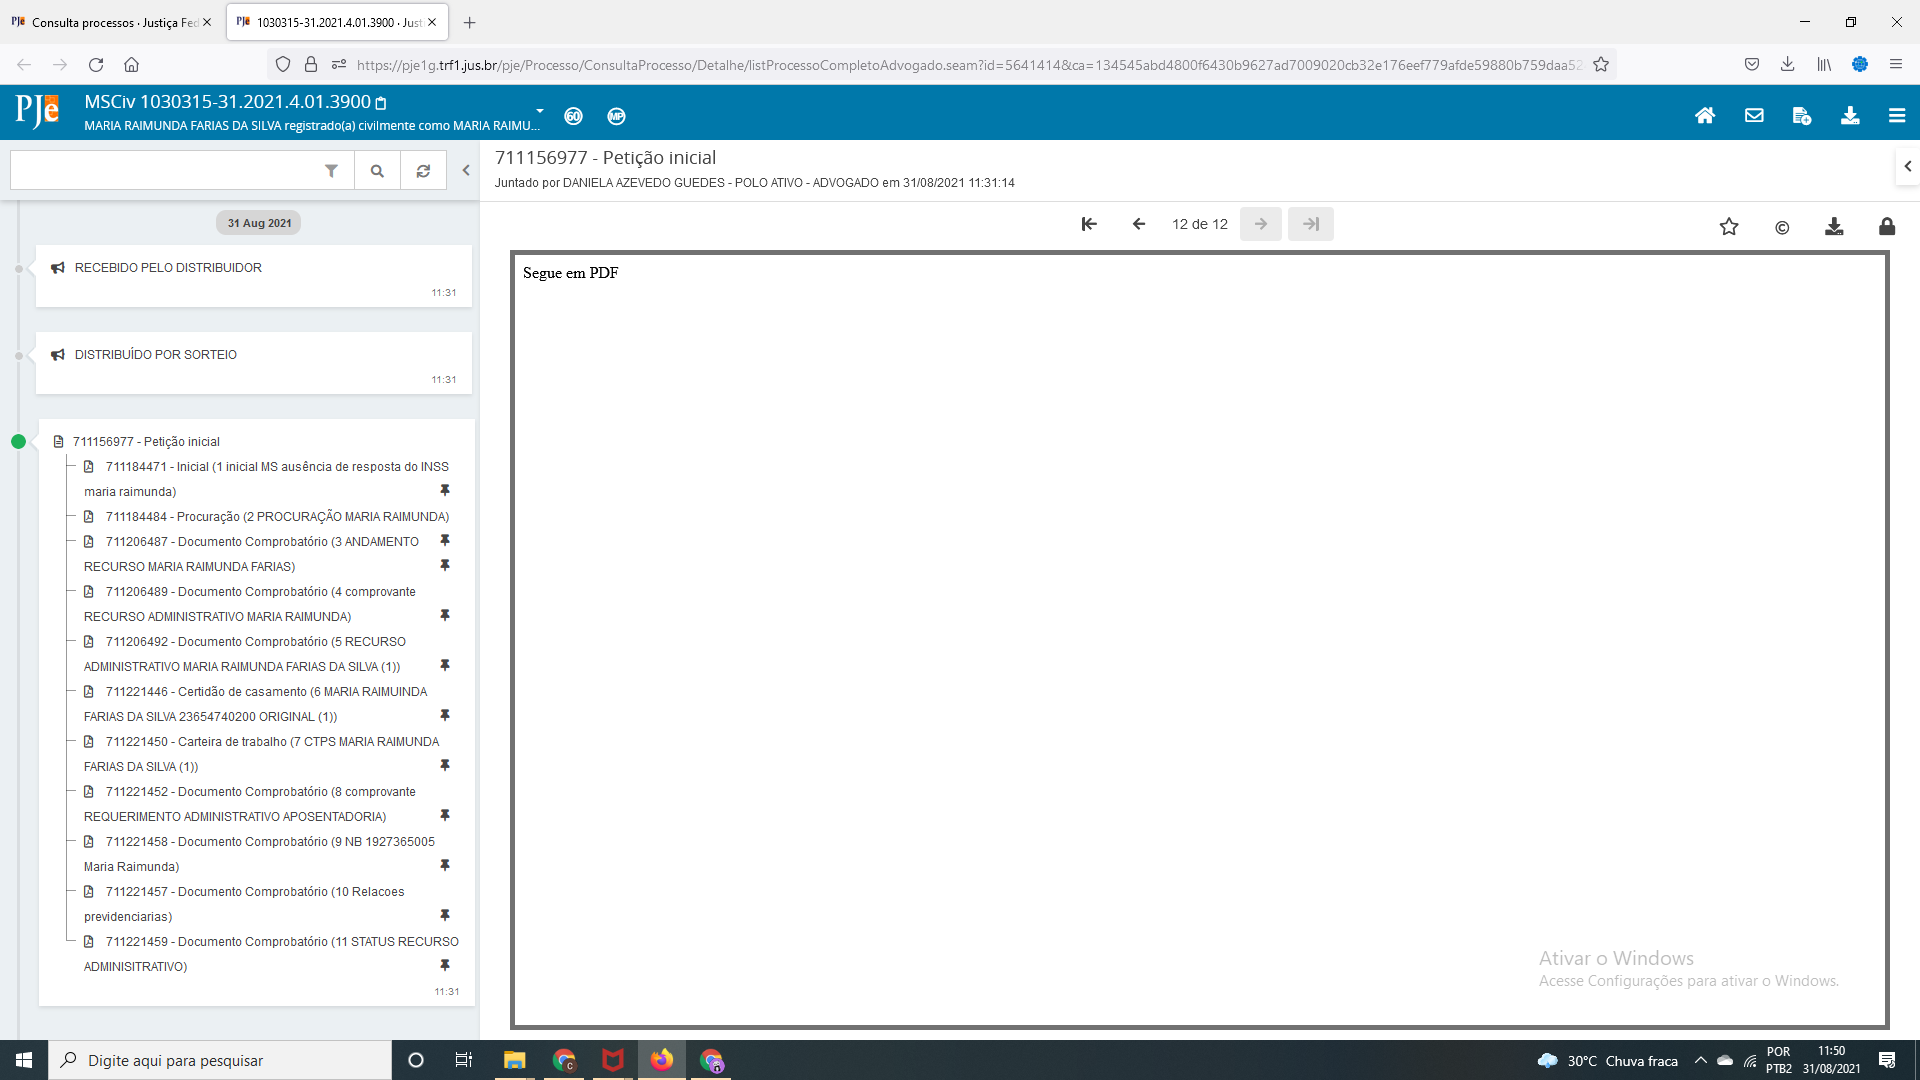 Consulta processos · Justiça Fed
1030315-31.2021.4.01.3900 · Just
https://pje1g.trf1.jus.br/pje/Processo/ConsultaProcesso/Detalhe/listProcessoCompletoAdvogado.seam?id=5641414&ca=134545abd4800f6430b9627ad7009020cb32e176eef779afde59880b759daa52
PJe
MSCiv 1030315-31.2021.4.01.3900
MARIA RAIMUNDA FARIAS DA SILVA registrado(a) civilmente como MARIA RAIMU...
60
MP
711156977 - Petição inicial
Juntado por DANIELA AZEVEDO GUEDES - POLO ATIVO - ADVOGADO em 31/08/2021 11:31:14
12 de 12
Segue em PDF
31 Aug 2021
RECEBIDO PELO DISTRIBUIDOR
11:31
DISTRIBUÍDO POR SORTEIO
11:31
711156977 - Petição inicial
711184471 - Inicial (1 inicial MS ausência de resposta do INSS
maria raimunda)
711184484 - Procuração (2 PROCURAÇÃO MARIA RAIMUNDA)
711206487 - Documento Comprobatório (3 ANDAMENTO
RECURSO MARIA RAIMUNDA FARIAS)
711206489 - Documento Comprobatório (4 comprovante
RECURSO ADMINISTRATIVO MARIA RAIMUNDA)
711206492 - Documento Comprobatório (5 RECURSO
ADMINISTRATIVO MARIA RAIMUNDA FARIAS DA SILVA (1))
711221446 - Certidão de casamento (6 MARIA RAIMUINDA
FARIAS DA SILVA 23654740200 ORIGINAL (1))
711221450 - Carteira de trabalho (7 CTPS MARIA RAIMUNDA
FARIAS DA SILVA (1))
711221452 - Documento Comprobatório (8 comprovante
REQUERIMENTO ADMINISTRATIVO APOSENTADORIA)
711221458 - Documento Comprobatório (9 NB 1927365005
Maria Raimunda)
711221457 - Documento Comprobatório (10 Relacoes
previdenciarias)
711221459 - Documento Comprobatório (11 STATUS RECURSO
ADMINISITRATIVO)
11:31
Ativar o Windows
Acesse Configurações para ativar o Windows.
Digite aqui para pesquisar
30°C Chuva fraca
POR
PTB2
11:50
31/08/2021